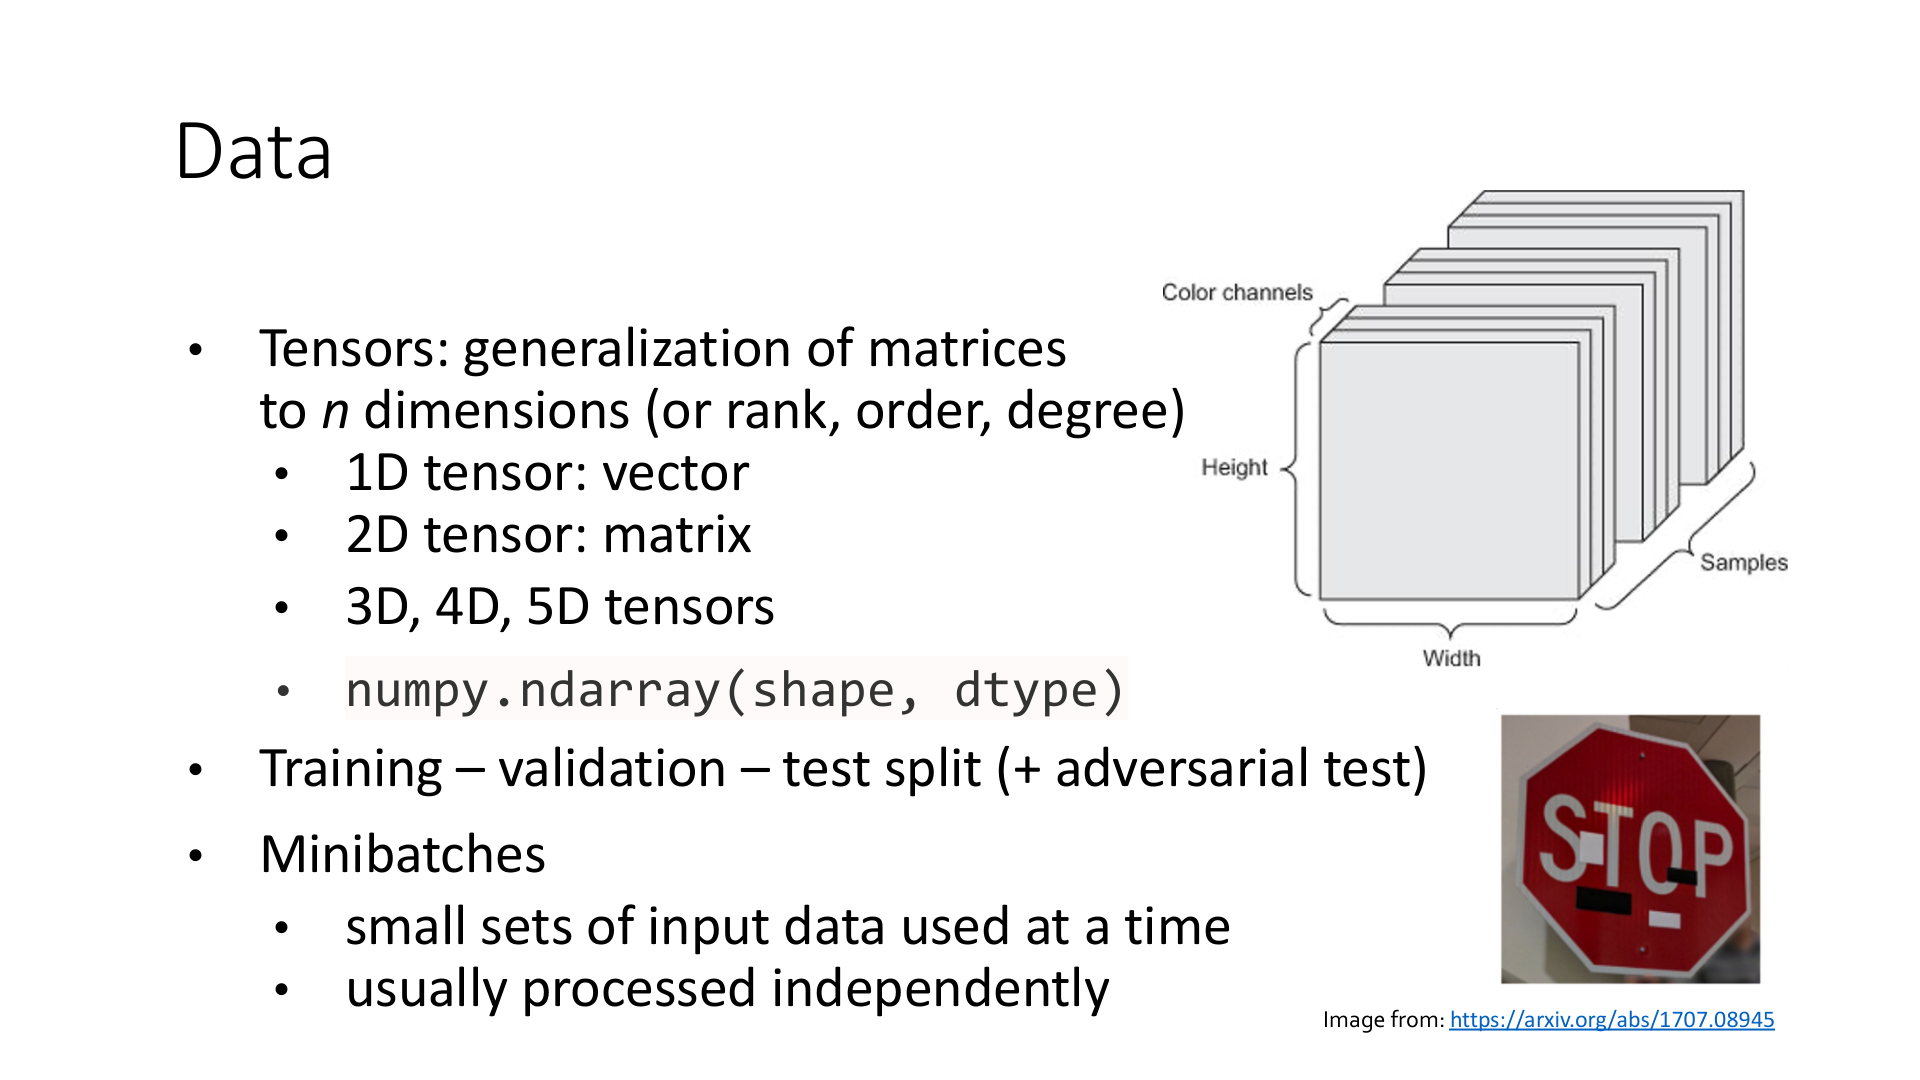 Data
• Tensors: generalization of matrices
to n dimensions (or rank, order, degree)
• 1D tensor: vector
• 2D tensor: matrix
• 3D, 4D, 5D tensors
• numpy.ndarray(shape, dtype)
• Training – validation – test split (+ adversarial test)
• Minibatches
• small sets of input data used at a time
• usually processed independently
Color channels
Height
Samples
Width
STOP
Image from: https://arxiv.org/abs/1707.08945